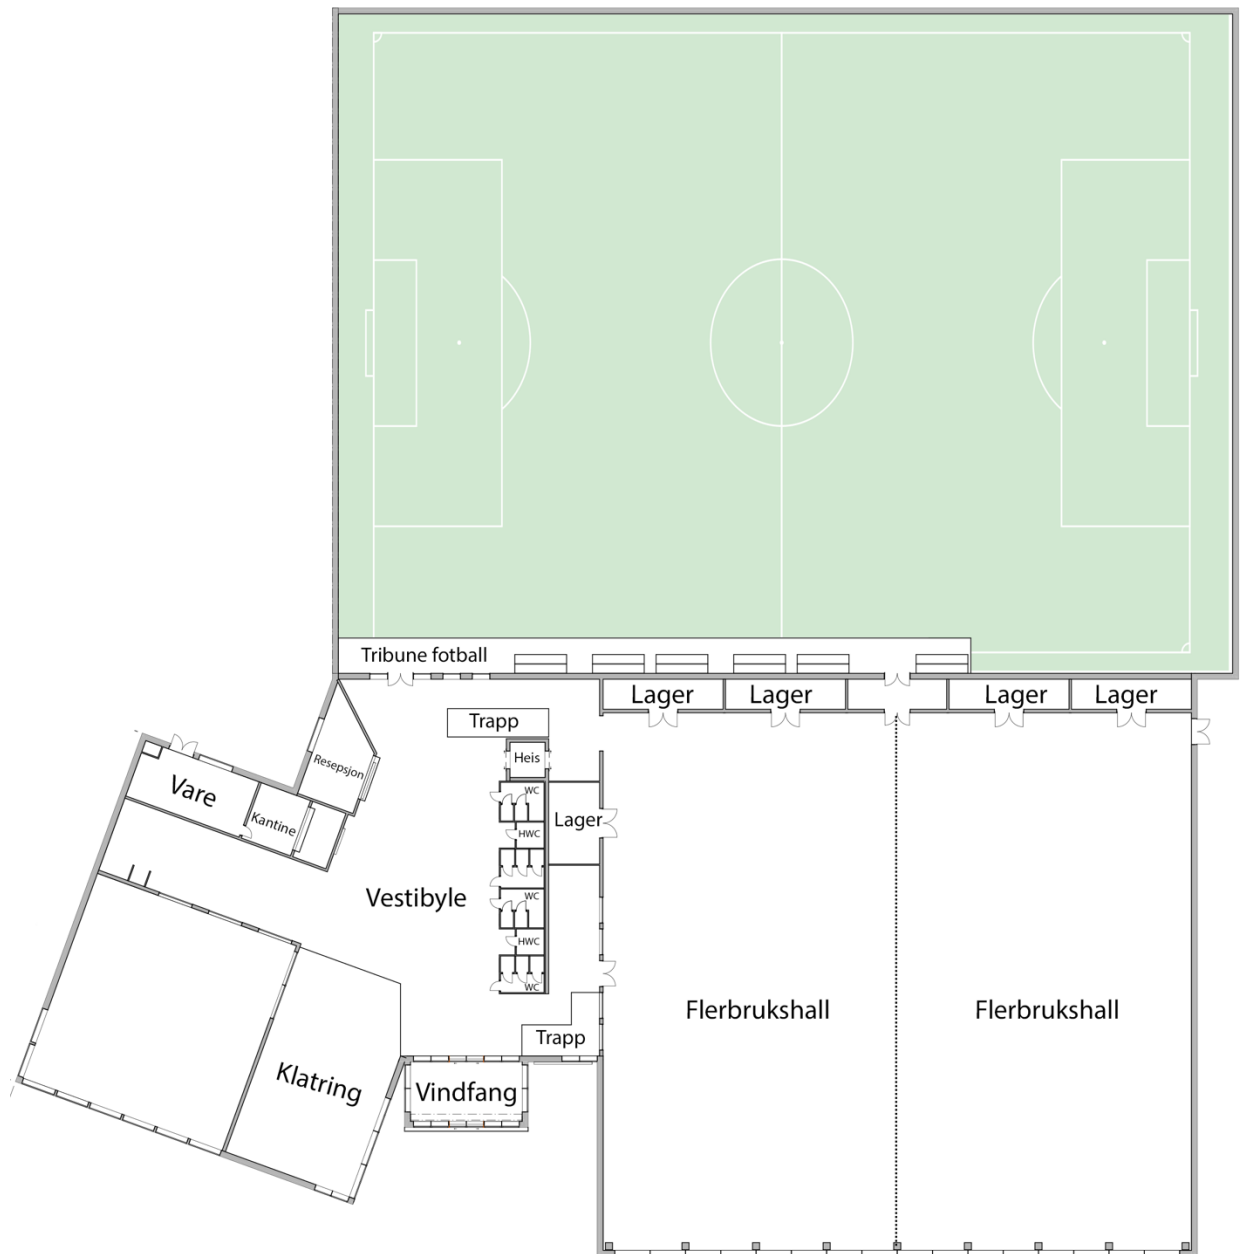 Tribune fotball
Lager
Lager
Lager
Lager
Trapp
Heis
Resepsjon
Vare
Kantine
WC
HWC
Lager
WC
HWC
WC
Vestibyle
Trapp
Flerbrukshall
Flerbrukshall
Klatring
Vindfang